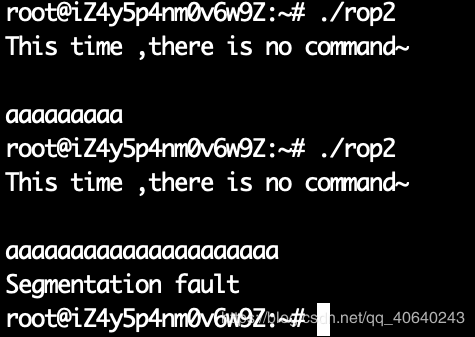 root@iZ4y5p4nm0v6w9Z:~# ./rop2
This time ,there is no command~
aaaaaaaaa
root@iZ4y5p4nm0v6w9Z:~# ./rop2
This time ,there is no command~
aaaaaaaaaaaaaaaaaaaaa
Segmentation fault
root@iZ4y5p4nm0v6w9Z:~#
https://blog.csdn.net/qq_40640243